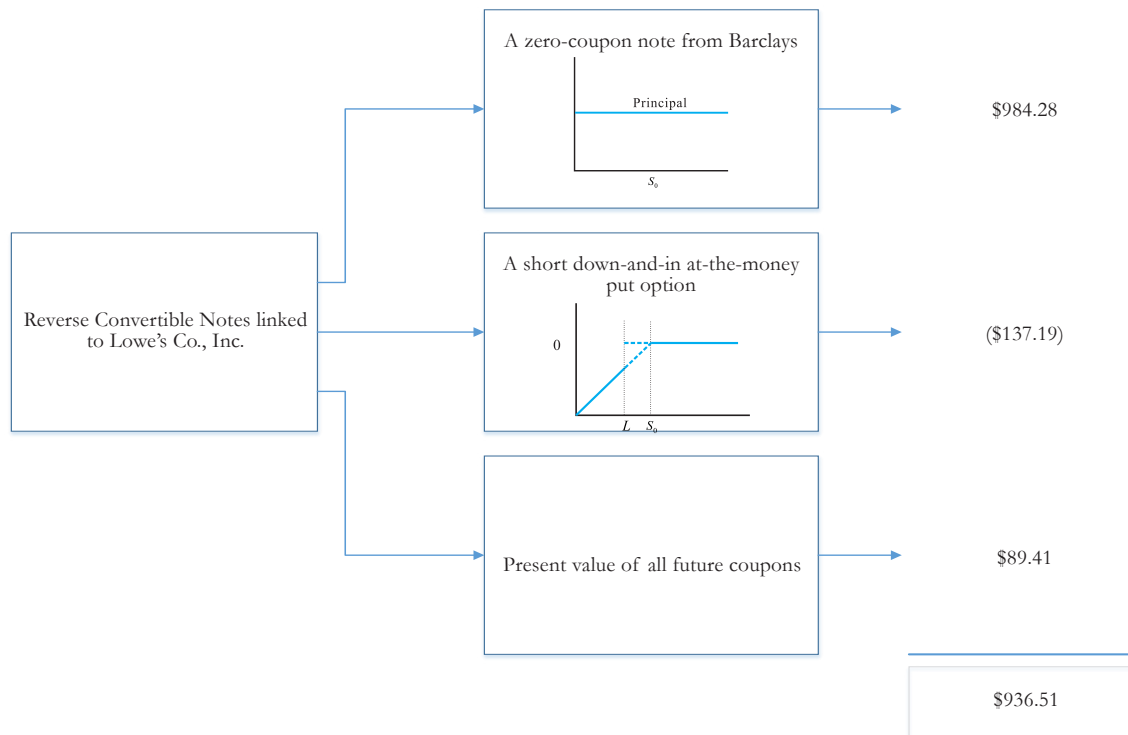 A zero-coupon note from Barclays
Principal
S₀
$984.28
Reverse Convertible Notes linked
to Lowe's Co., Inc.
A short down-and-in at-the-money
put option
0
L S₀
($137.19)
Present value of all future coupons
$89.41
$936.51